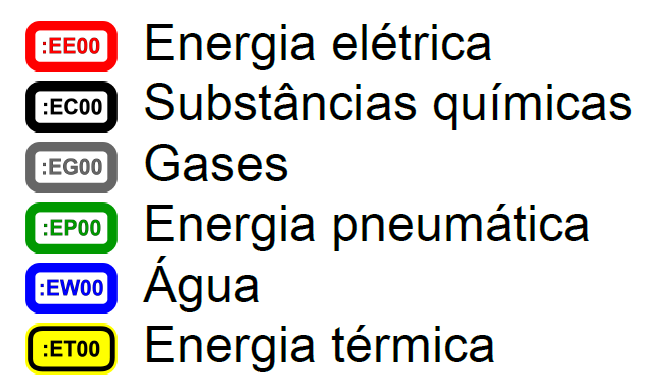 :EE00 Energia elétrica
:EC00 Substâncias químicas
:EG00 Gases
:EP00 Energia pneumática
:EW00 Água
:ET00 Energia térmica